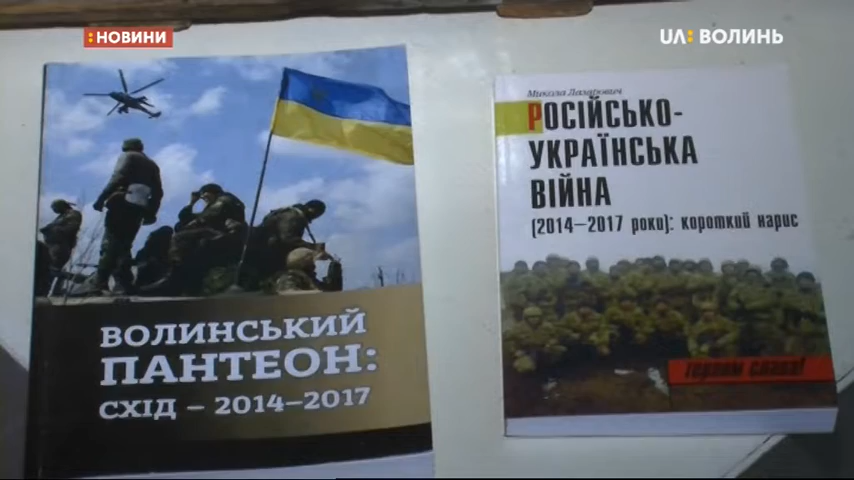 :НОВИНИ
UA: ВОЛИНЬ
ВОЛИНСЬКИЙ
ПАНТЕОН:
СХІД – 2014–2017
Микола Лазарович
РОСІЙСЬКО-
УКРАЇНСЬКА
ВІЙНА
(2014–2017 роки): короткий нарис
Героям слава!